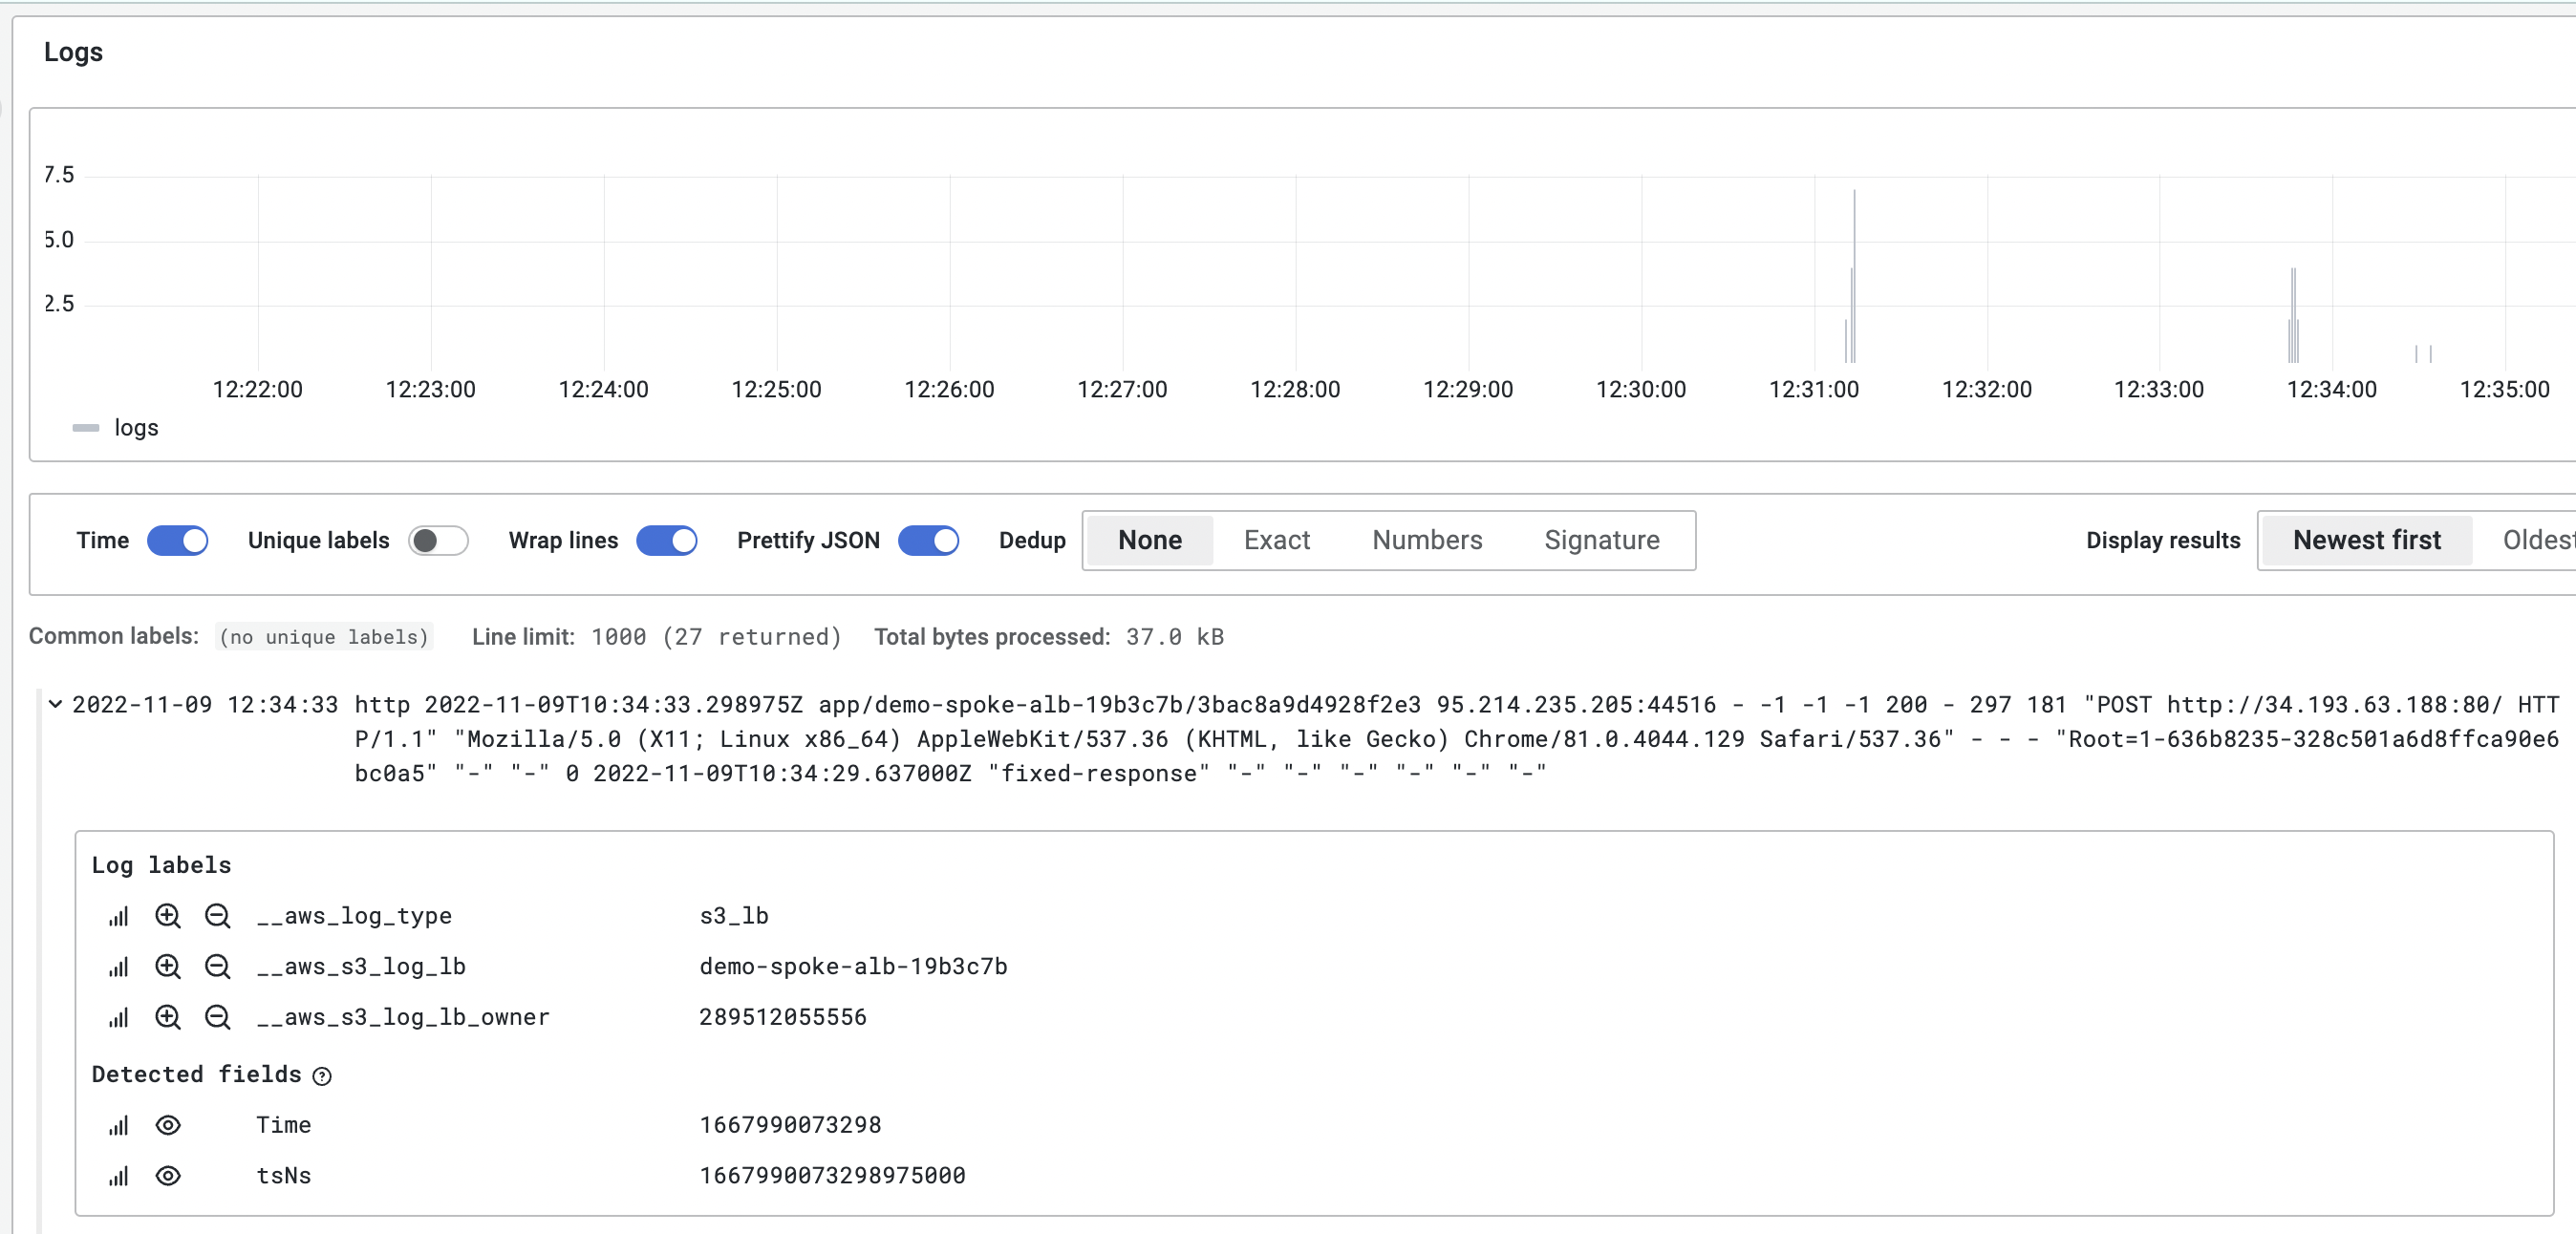 Logs
7.5
5.0
2.5
12:22:00 12:23:00 12:24:00 12:25:00 12:26:00 12:27:00 12:28:00 12:29:00 12:30:00 12:31:00 12:32:00 12:33:00 12:34:00 12:35:00
logs
Time Unique labels Wrap lines Prettify JSON Dedup None Exact Numbers Signature Display results Newest first Oldest
Common labels: (no unique labels) Line limit: 1000 (27 returned) Total bytes processed: 37.0 kB
2022-11-09 12:34:33 http 2022-11-09T10:34:33.298975Z app/demo-spoke-alb-19b3c7b/3bac8a9d4928f2e3 95.214.235.205:44516 - -1 -1 -1 200 - 297 181 "POST http://34.193.63.188:80/ HTT
P/1.1" "Mozilla/5.0 (X11; Linux x86_64) AppleWebKit/537.36 (KHTML, like Gecko) Chrome/81.0.4044.129 Safari/537.36" - - - "Root=1-636b8235-328c501a6d8ffca90e6
bc0a5" "-" "-" 0 2022-11-09T10:34:29.637000Z "fixed-response" "-" "-" "-" "-" "-" "-"
Log labels
__aws_log_type s3_lb
__aws_s3_log_lb demo-spoke-alb-19b3c7b
__aws_s3_log_lb_owner 289512055556
Detected fields
Time 1667990073298
tsNs 1667990073298975000